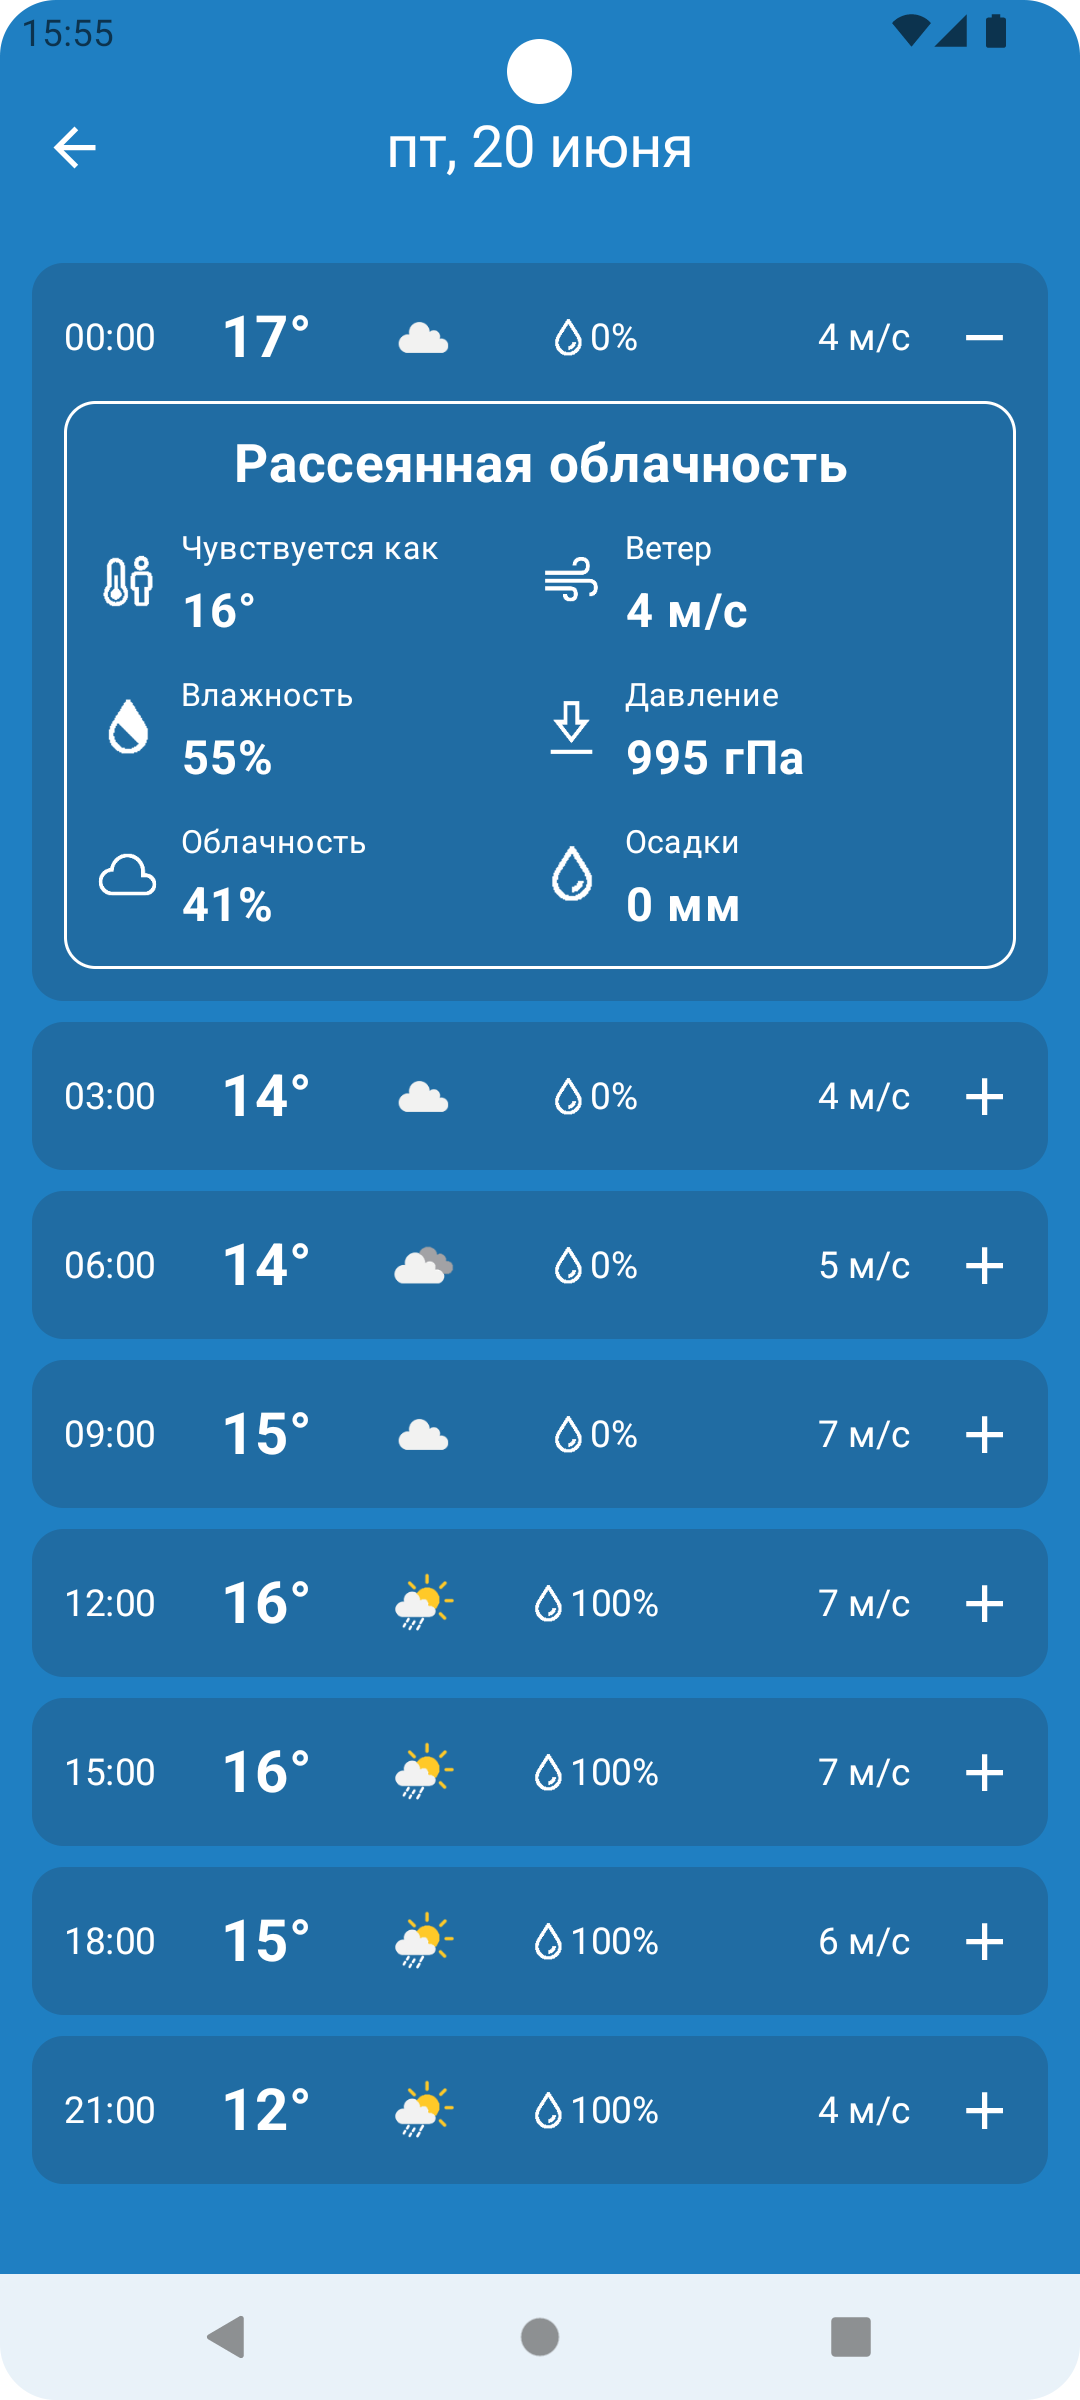 15:55
пт, 20 июня
00:00 17° 0% 4 м/с
Рассеянная облачность
Чувствуется как Ветер
16° 4 м/с
Влажность Давление
55% 995 гПа
Облачность Осадки
41% 0 мм
03:00 14° 0% 4 м/с
06:00 14° 0% 5 м/с
09:00 15° 0% 7 м/с
12:00 16° 100% 7 м/с
15:00 16° 100% 7 м/с
18:00 15° 100% 6 м/с
21:00 12° 100% 4 м/с